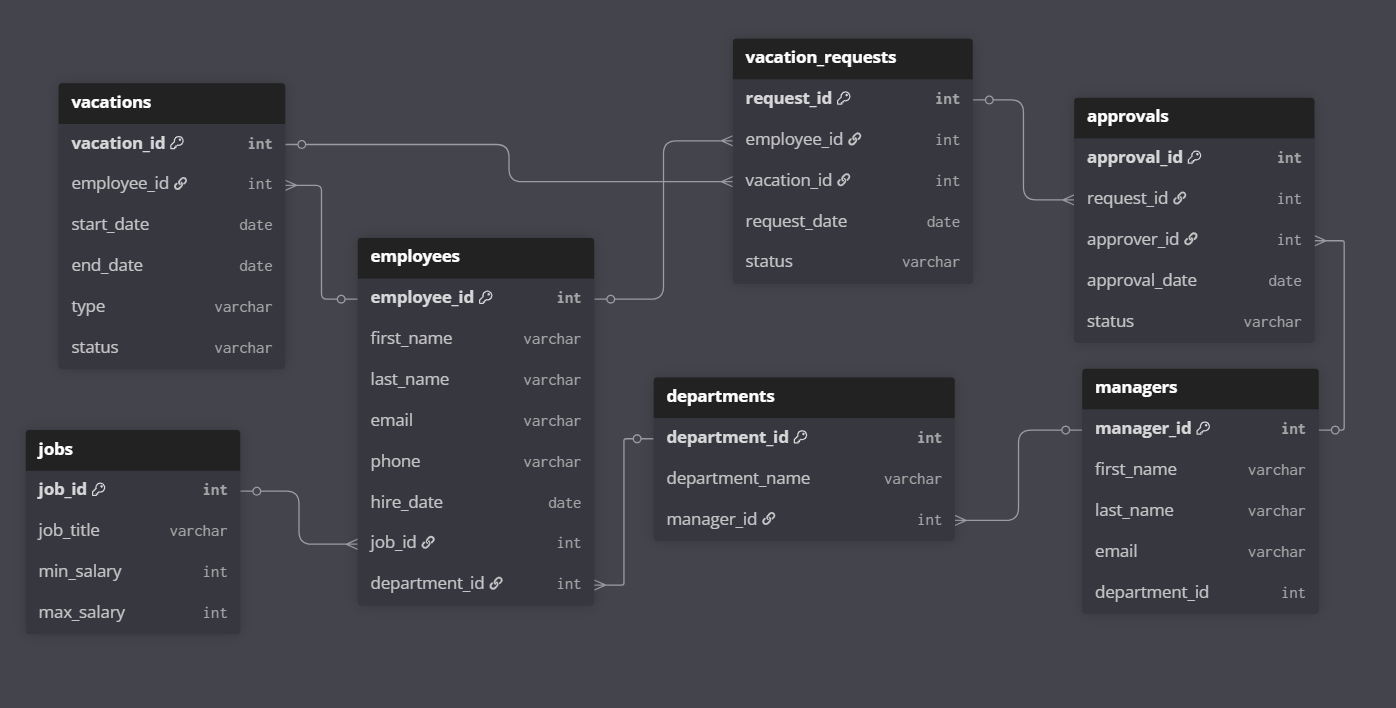 vacations
vacation_id int
employee_id int
start_date date
end_date date
type varchar
status varchar
jobs
job_id int
job_title varchar
min_salary int
max_salary int
employees
employee_id int
first_name varchar
last_name varchar
email varchar
phone varchar
hire_date date
job_id int
department_id int
vacation_requests
request_id int
employee_id int
vacation_id int
request_date date
status varchar
departments
department_id int
department_name varchar
manager_id int
approvals
approval_id int
request_id int
approver_id int
approval_date date
status varchar
managers
manager_id int
first_name varchar
last_name varchar
email varchar
department_id int